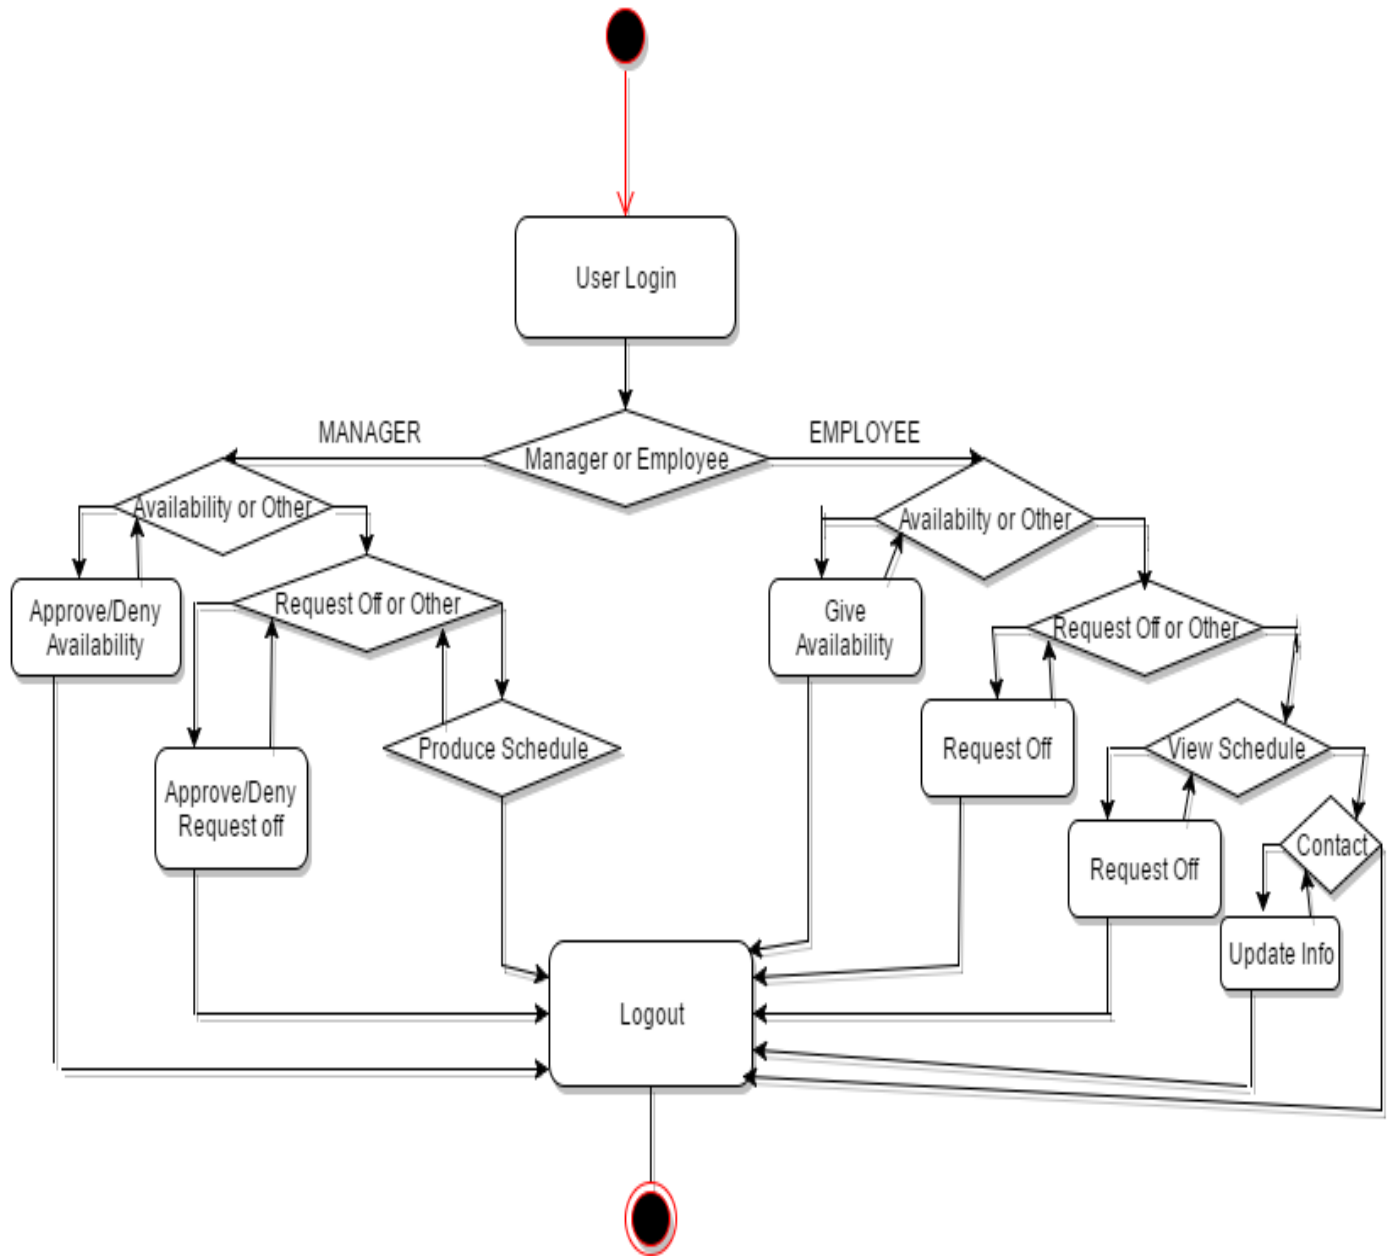 User Login
MANAGER
EMPLOYEE
Manager or Employee
Availability or Other
Availabilty or Other
Approve/Deny
Availability
Request Off or Other
Give
Availability
Request Off or Other
Produce Schedule
Request Off
View Schedule
Approve/Deny
Request off
Contact
Request Off
Update Info
Logout